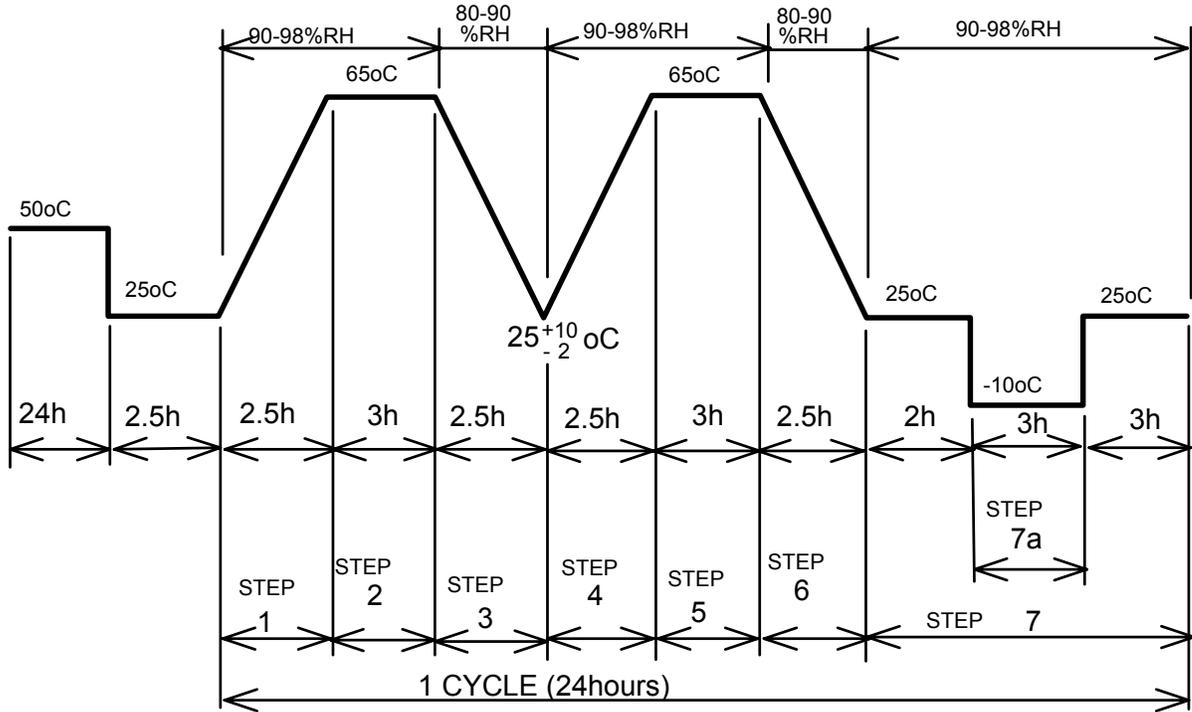 90-98%RH
80-90
%RH
90-98%RH
80-90
%RH
90-98%RH
65oC
65oC
50oC
25oC
25+10
- 2 oC
25oC
-10oC
25oC
24h
2.5h
2.5h
3h
2.5h
2.5h
3h
2.5h
2h
3h
3h
STEP
7a
STEP
1
STEP
2
STEP
3
STEP
4
STEP
5
STEP
6
STEP 7
1 CYCLE (24hours)